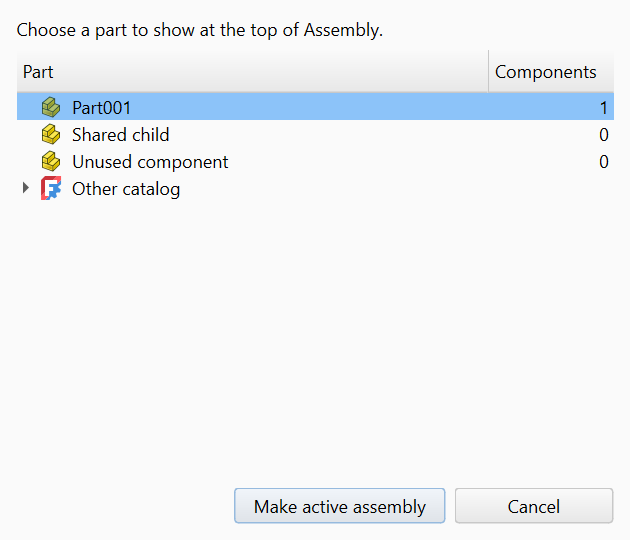 Choose a part to show at the top of Assembly.
Part Components
Part001 1
Shared child 0
Unused component 0
Other catalog
Make active assembly Cancel